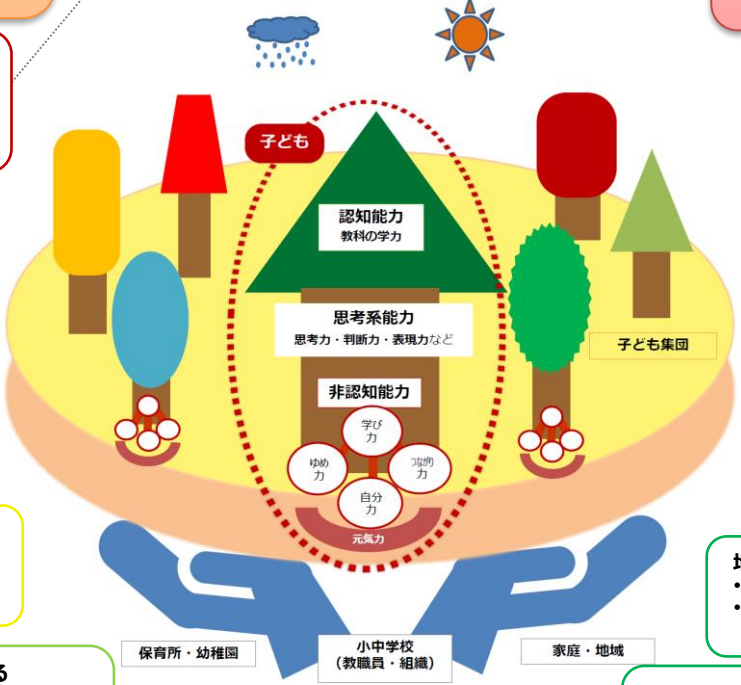 子ども
認知能力
教科の学力
思考系能力
思考力・判断力・表現力など
子ども集団
非認知能力
学び
力
ゆめ
力
つながり
力
自分
力
元気力
保育所・幼稚園
小中学校
(教職員・組織)
家庭・地域
る